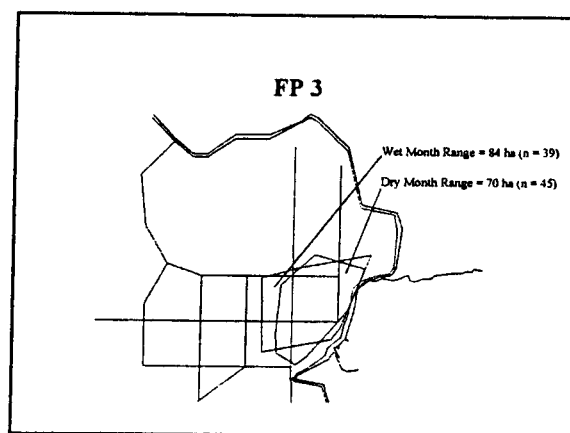 FP 3
Wet Month Range = 84 ha (n = 39)
Dry Month Range = 70 ha (n = 45)